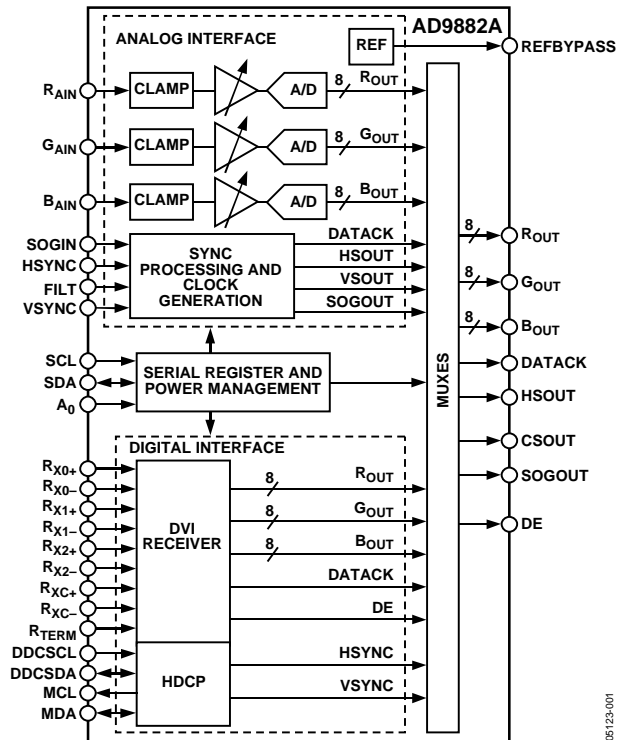 AD9882A
ANALOG INTERFACE
REF
REFBYPASS
RAIN
CLAMP
A/D
8
ROUT
GAIN
CLAMP
A/D
8
GOUT
BAIN
CLAMP
A/D
8
BOUT
SOGIN
HSYNC
FILT
VSYNC
SYNC
PROCESSING AND
CLOCK
GENERATION
DATACK
HSOUT
VSOUT
SOGOUT
SCL
SDA
A0
SERIAL REGISTER AND
POWER MANAGEMENT
MUXES
8
ROUT
8
GOUT
8
BOUT
DATACK
HSOUT
CSOUT
SOGOUT
DE
DIGITAL INTERFACE
RX0+
RX0–
RX1+
RX1–
RX2+
RX2–
RXC+
RXC–
RTERM
DVI
RECEIVER
8
ROUT
8
GOUT
8
BOUT
DATACK
DE
DDCSCL
DDCSDA
MCL
MDA
HDCP
HSYNC
VSYNC
05123-001